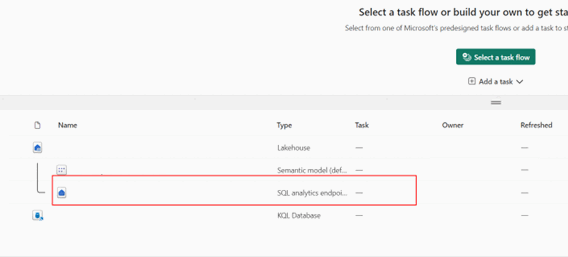 Select a task flow or build your own to get sta
Select from one of Microsoft's predesigned task flows or add a task to st
Select a task flow
Add a task
Name Type Task Owner Refreshed
Lakehouse — —
Semantic model (def... — —
SQL analytics endpoi... — —
KQL Database — —